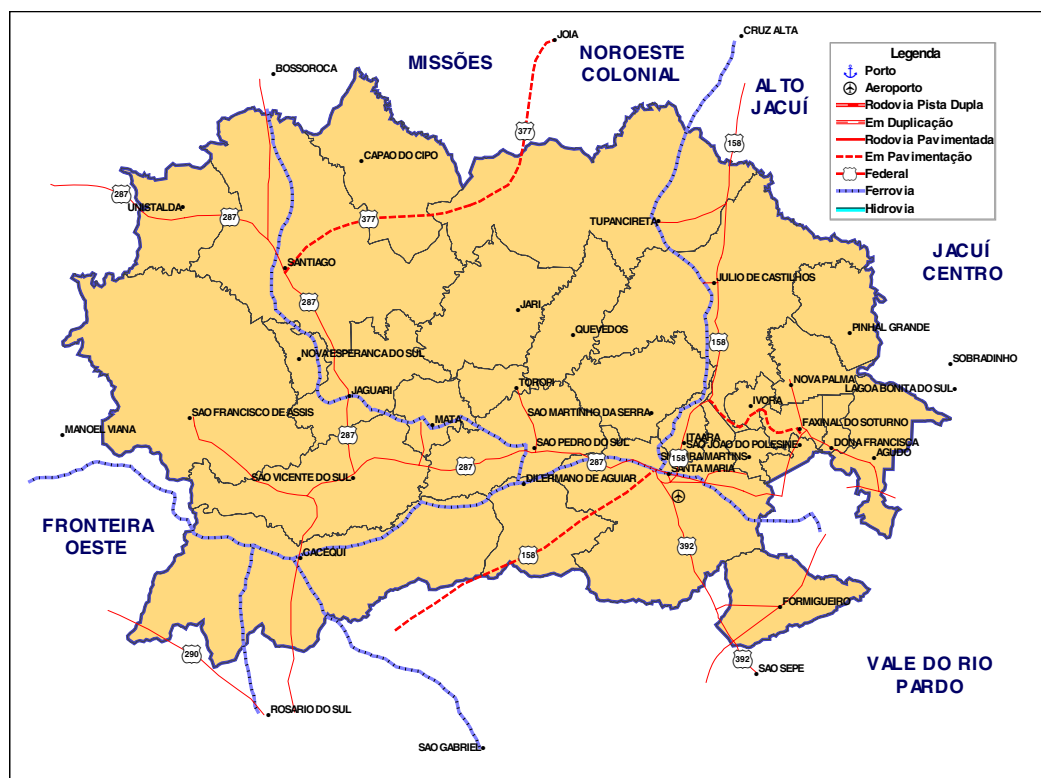 CRUZ ALTA
JOIA
MISSÕES
NOROESTE
COLONIAL
BOSSOROCA
ALTO
JACUÍ
Legenda
Porto
Aeroporto
Rodovia Pista Dupla
Em Duplicação
Rodovia Pavimentada
Em Pavimentação
Federal
Ferrovia
Hidrovia
377
158
CAPAO DO CIPO
287
UNISTALDA
287
377
TUPANCIRETA
JACUÍ
CENTRO
SANTIAGO
JULIO DE CASTILHOS
287
JARI
QUEVEDOS
PINHAL GRANDE
158
NOVA ESPERANCA DO SUL
SOBRADINHO
TOROPI
NOVA PALMA
LAGOA BONITA DO SUL
JAGUARI
IVORA
SAO FRANCISCO DE ASSIS
MATA
SAO MARTINHO DA SERRA
FAXINAL DO SOTURNO
MANOEL VIANA
287
SAO PEDRO DO SUL
ITAARA
SAO JOAO DO POLESINE
DONA FRANCISCA
158
AGUDO
287
287
SANTA MARIA
SAO VICENTE DO SUL
DILERMANO DE AGUIAR
FRONTEIRA
OESTE
CACEQUI
158
392
FORMIGUEIRO
290
392
SAO SEPE
VALE DO RIO
PARDO
ROSARIO DO SUL
SAO GABRIEL